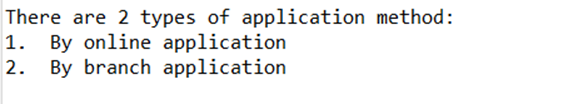 There are 2 types of application method:
1. By online application
2. By branch application